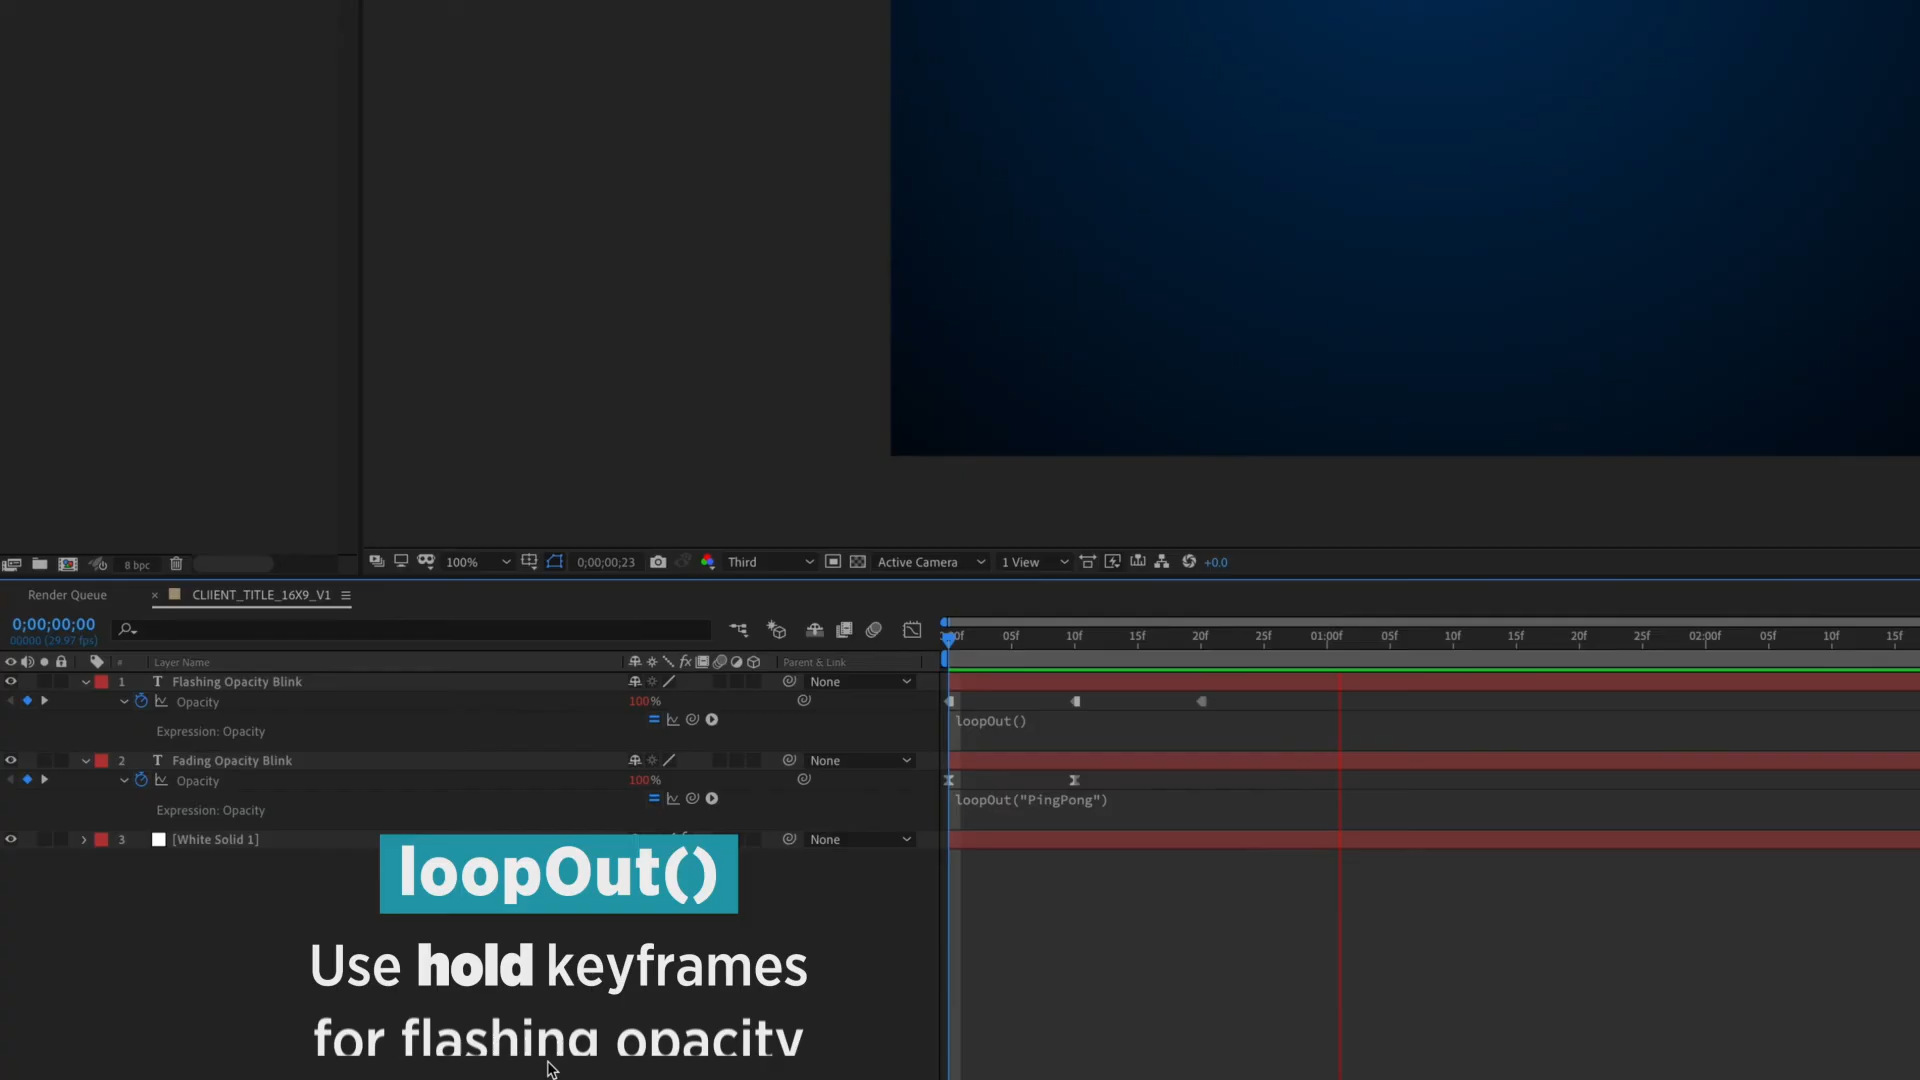 8 bpc
100%
0;00;00;23
Third
Active Camera
1 View
+0.0
Render Queue
× CLIIENT_TITLE_16X9_V1
0;00;00;00
00000 (29.97 fps)
05f 10f 15f 20f 25f 01:00f 05f 10f 15f 20f 25f 02:00f 05f 10f 15f
# Layer Name fx Parent & Link
1 T Flashing Opacity Blink None
Opacity 100%
loopOut()
Expression: Opacity
2 T Fading Opacity Blink None
Opacity 100%
loopOut("PingPong")
Expression: Opacity
3 [White Solid 1] None
loopOut()
Use hold keyframes
for flashing opacity